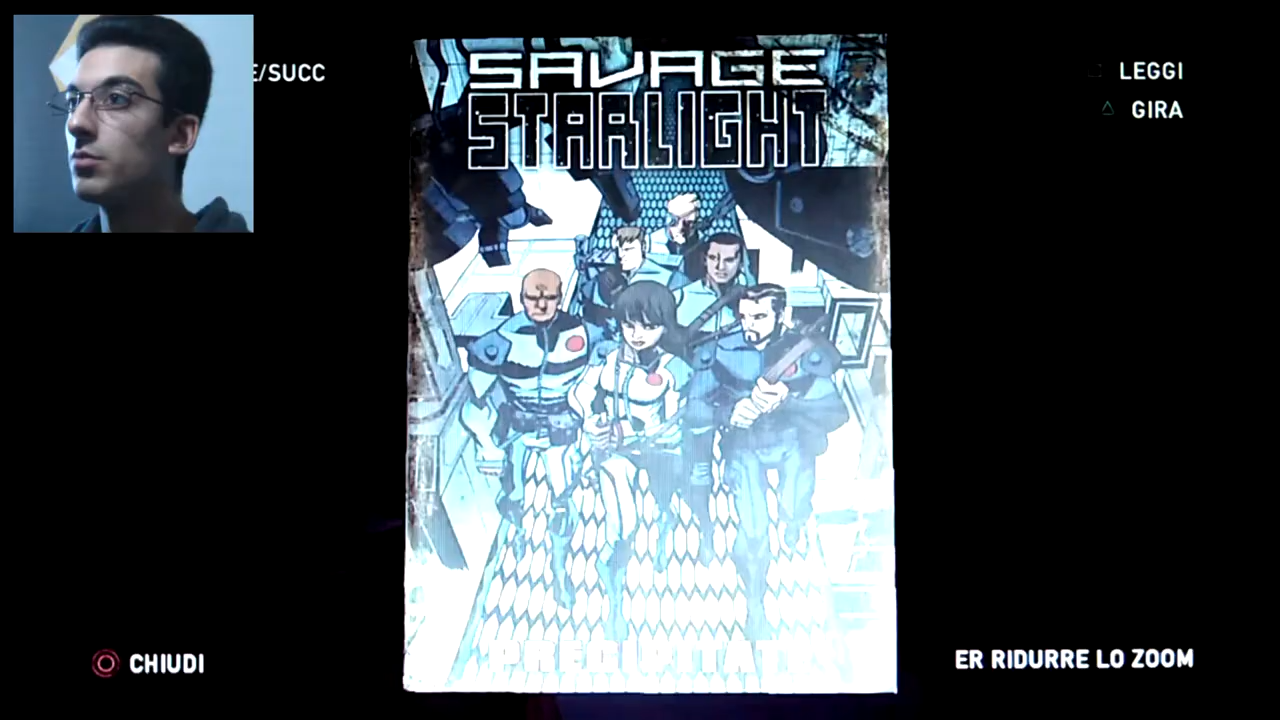 E/SUCC
SAVAGE
STARLIGHT
LEGGI
GIRA
CHIUDI
ER RIDURRE LO ZOOM